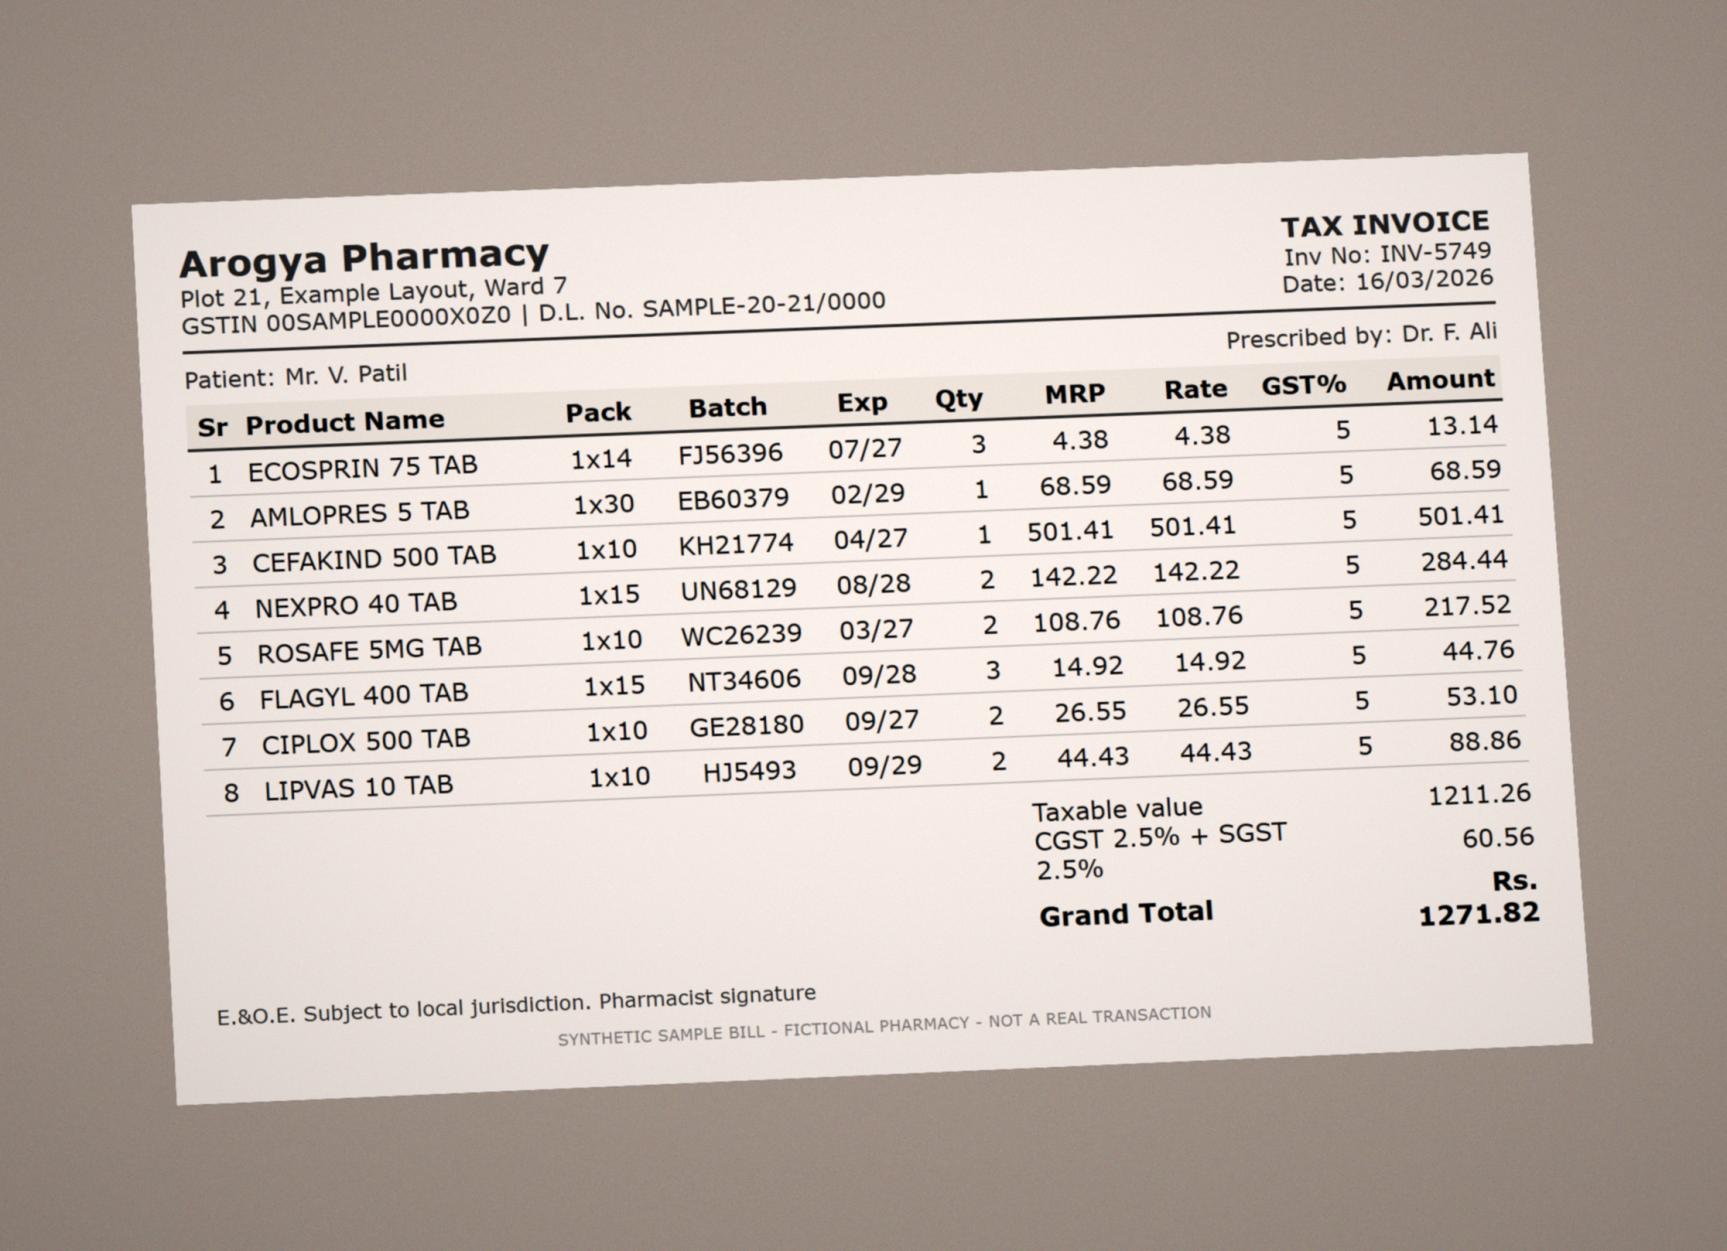 Arogya Pharmacy
Plot 21, Example Layout, Ward 7
GSTIN 00SAMPLE0000X0Z0 | D.L. No. SAMPLE-20-21/0000
TAX INVOICE
Inv No: INV-5749
Date: 16/03/2026
Patient: Mr. V. Patil
Prescribed by: Dr. F. Ali
Sr Product Name Pack Batch Exp Qty MRP Rate GST% Amount
1 ECOSPRIN 75 TAB 1x14 FJ56396 07/27 3 4.38 4.38 5 13.14
2 AMLOPRES 5 TAB 1x30 EB60379 02/29 1 68.59 68.59 5 68.59
3 CEFAKIND 500 TAB 1x10 KH21774 04/27 1 501.41 501.41 5 501.41
4 NEXPRO 40 TAB 1x15 UN68129 08/28 2 142.22 142.22 5 284.44
5 ROSAFE 5MG TAB 1x10 WC26239 03/27 2 108.76 108.76 5 217.52
6 FLAGYL 400 TAB 1x15 NT34606 09/28 3 14.92 14.92 5 44.76
7 CIPLOX 500 TAB 1x10 GE28180 09/27 2 26.55 26.55 5 53.10
8 LIPVAS 10 TAB 1x10 HJ5493 09/29 2 44.43 44.43 5 88.86
Taxable value 1211.26
CGST 2.5% + SGST 60.56
2.5%
Rs.
Grand Total 1271.82
E.&O.E. Subject to local jurisdiction. Pharmacist signature
SYNTHETIC SAMPLE BILL - FICTIONAL PHARMACY - NOT A REAL TRANSACTION